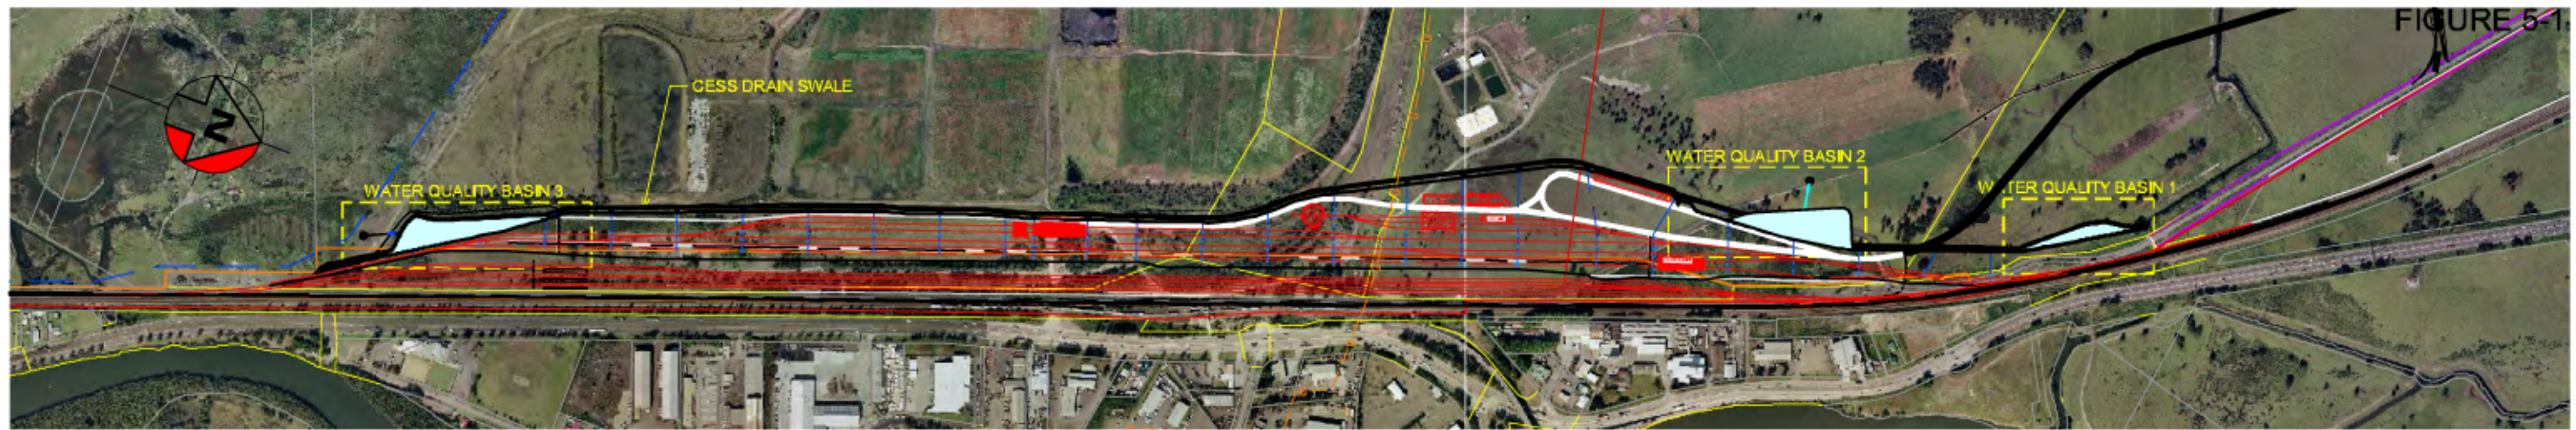 FIGURE 5-1
CESS DRAIN SWALE
WATER QUALITY BASIN 2
WATER QUALITY BASIN 3
WATER QUALITY BASIN 1
N